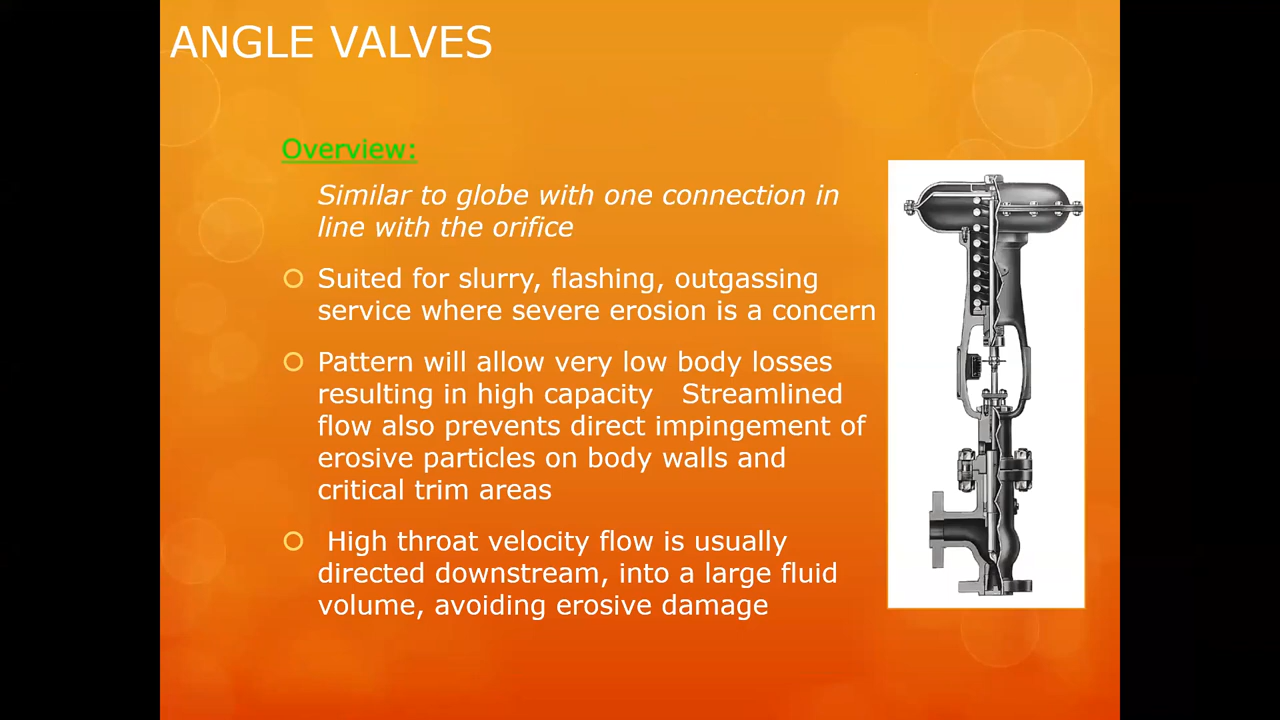 ANGLE VALVES
Overview:
Similar to globe with one connection in
line with the orifice
Suited for slurry, flashing, outgassing
service where severe erosion is a concern
Pattern will allow very low body losses
resulting in high capacity   Streamlined
flow also prevents direct impingement of
erosive particles on body walls and
critical trim areas
High throat velocity flow is usually
directed downstream, into a large fluid
volume, avoiding erosive damage